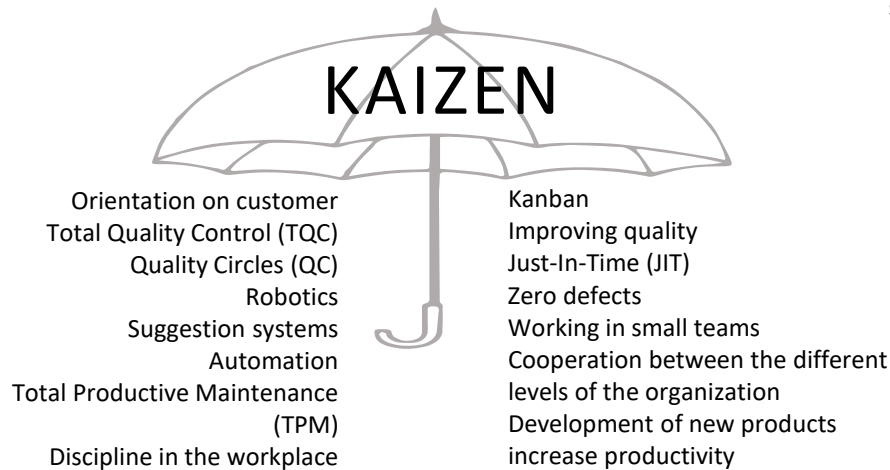 KAIZEN
Orientation on customer
Total Quality Control (TQC)
Quality Circles (QC)
Robotics
Suggestion systems
Automation
Total Productive Maintenance
(TPM)
Discipline in the workplace
Kanban
Improving quality
Just-In-Time (JIT)
Zero defects
Working in small teams
Cooperation between the different
levels of the organization
Development of new products
increase productivity